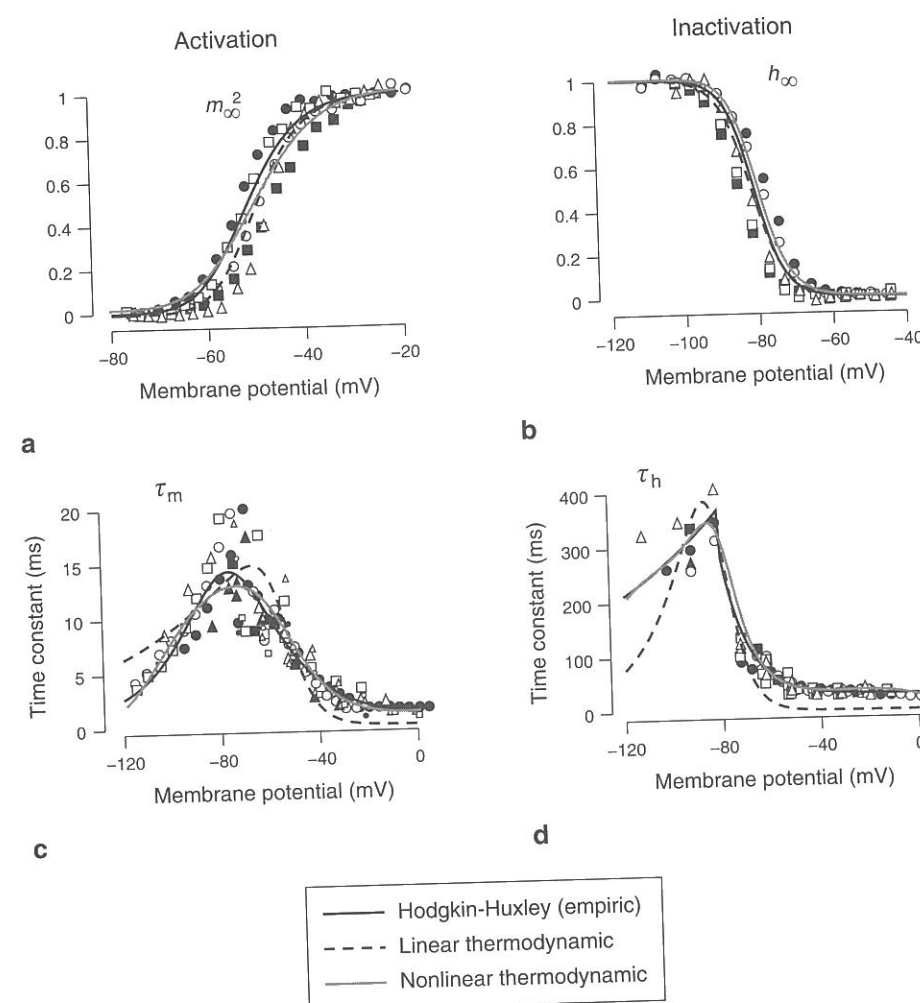 Activation
m∞²
1
0.8
0.6
0.4
0.2
0
−80
−60
−40
−20
Membrane potential (mV)
a
Inactivation
h∞
1
0.8
0.6
0.4
0.2
0
−120
−100
−80
−60
−40
Membrane potential (mV)
b
τm
Time constant (ms)
20
15
10
5
0
−120
−80
−40
0
Membrane potential (mV)
c
τh
Time constant (ms)
400
300
200
100
0
−120
−80
−40
0
Membrane potential (mV)
d
Hodgkin-Huxley (empiric)
Linear thermodynamic
Nonlinear thermodynamic